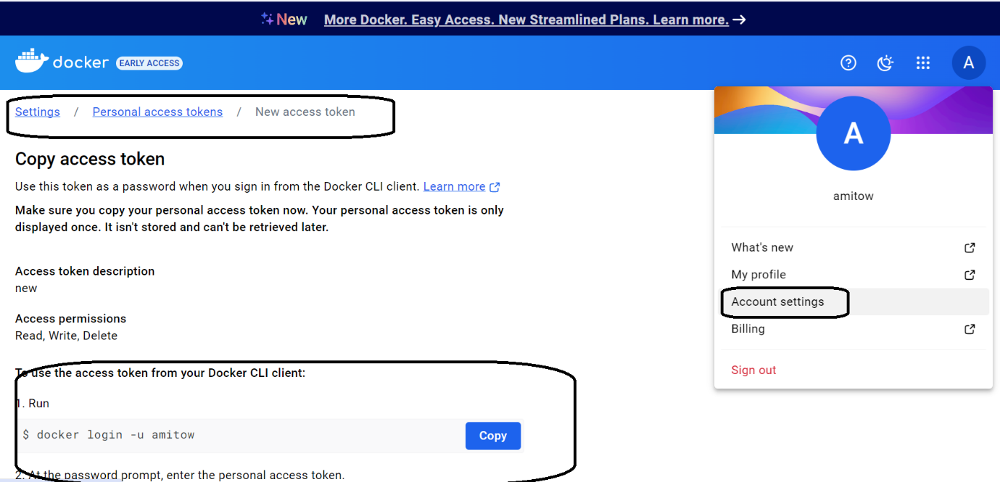 New More Docker. Easy Access. New Streamlined Plans. Learn more.
docker EARLY ACCESS
A
Settings / Personal access tokens / New access token
Copy access token
Use this token as a password when you sign in from the Docker CLI client. Learn more
Make sure you copy your personal access token now. Your personal access token is only
displayed once. It isn't stored and can't be retrieved later.
Access token description
new
Access permissions
Read, Write, Delete
To use the access token from your Docker CLI client:
1. Run
$ docker login -u amitow
Copy
2. At the password prompt, enter the personal access token.
A
amitow
What's new
My profile
Account settings
Billing
Sign out